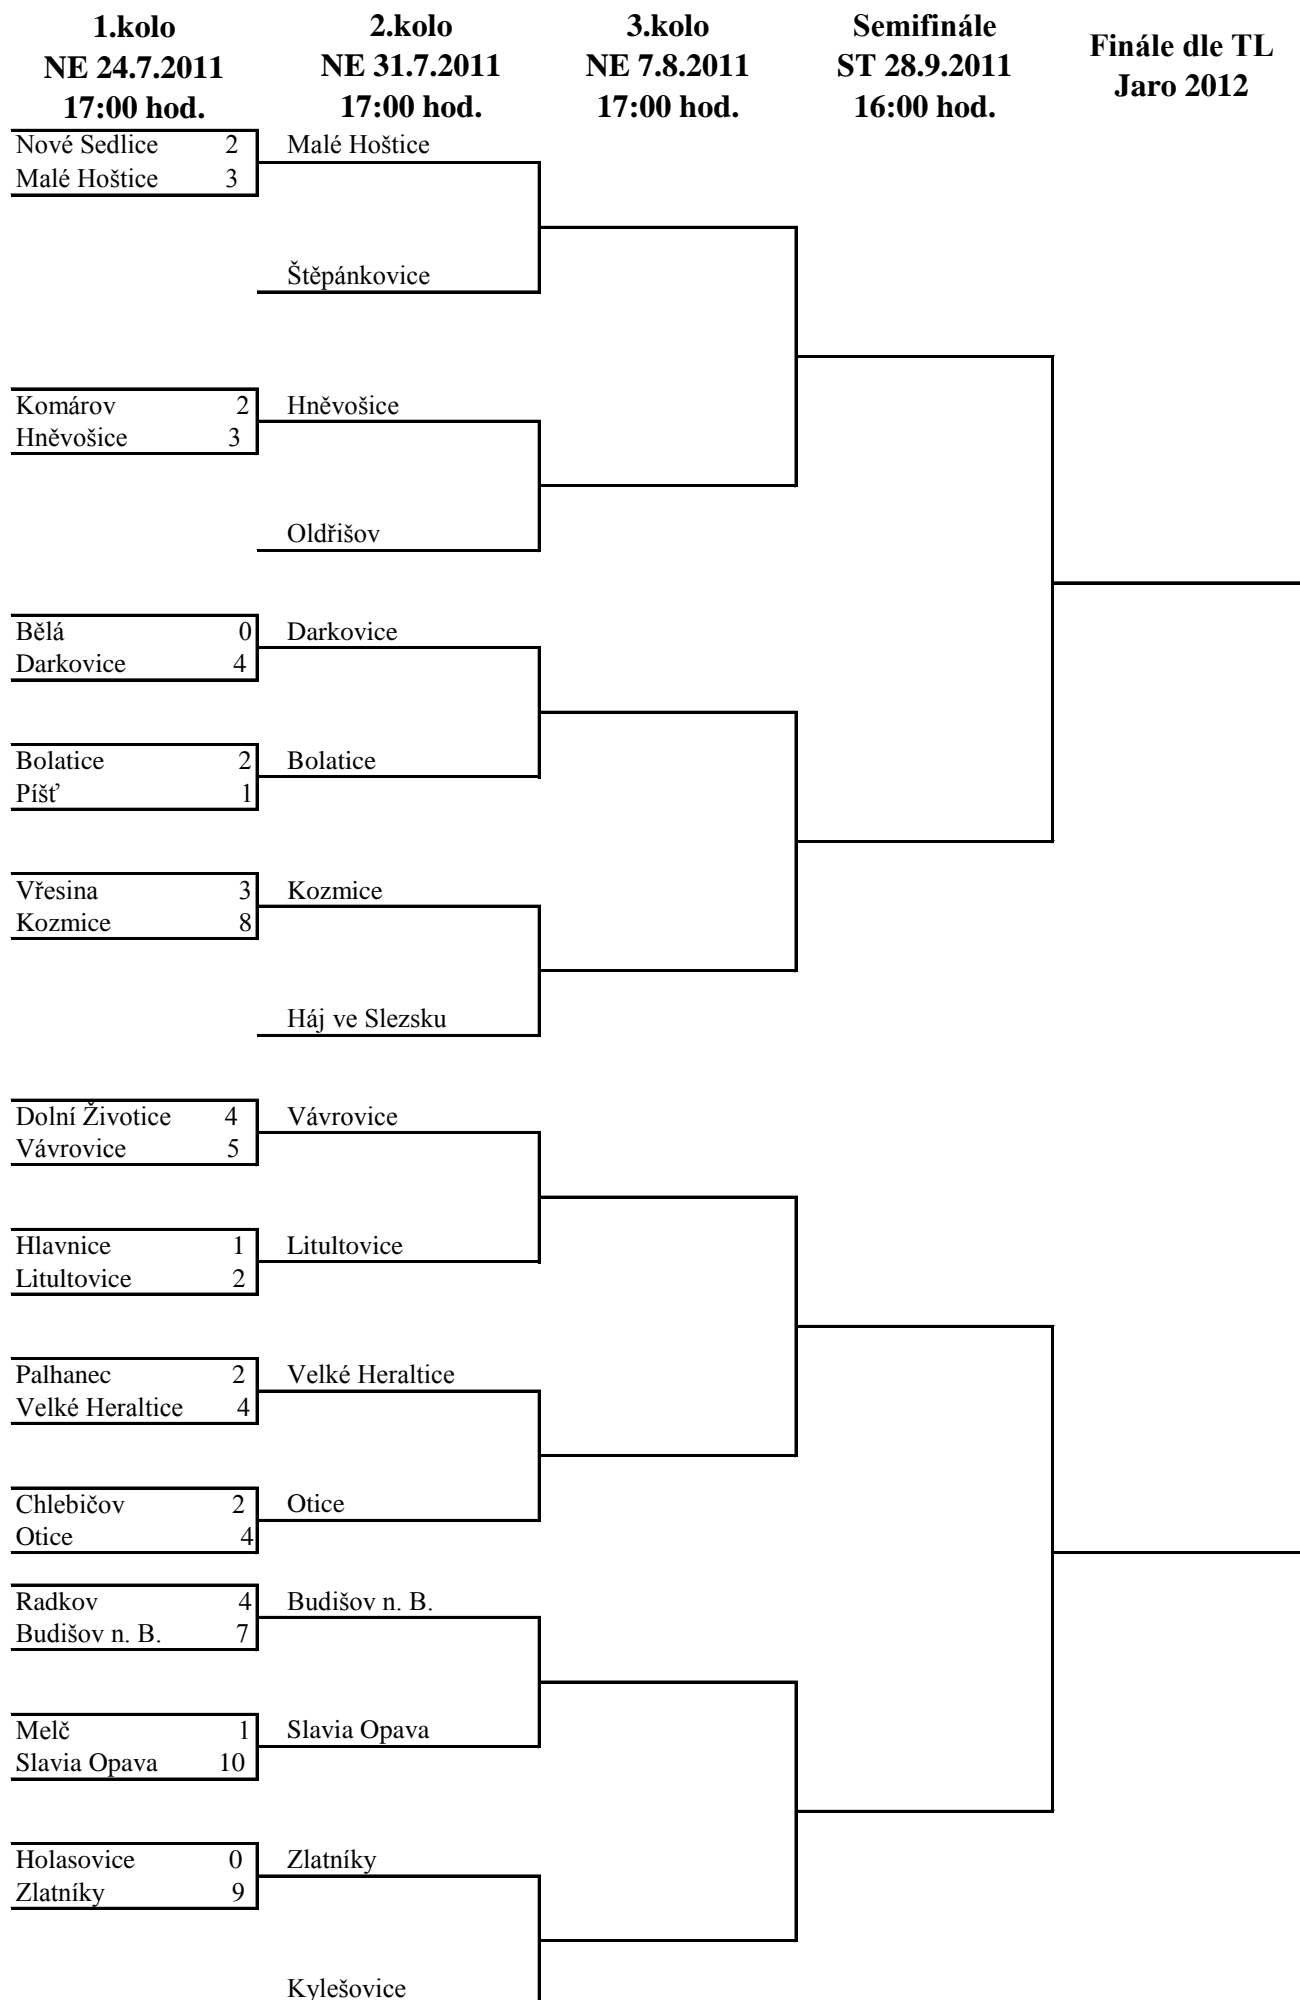 1.kolo
NE 24.7.2011
17:00 hod.
2.kolo
NE 31.7.2011
17:00 hod.
3.kolo
NE 7.8.2011
17:00 hod.
Semifinále
ST 28.9.2011
16:00 hod.
Finále dle TL
Jaro 2012
Nové Sedlice 2
Malé Hoštice 3
Malé Hoštice
Štěpánkovice
Komárov 2
Hněvošice 3
Hněvošice
Oldřišov
Bělá 0
Darkovice 4
Darkovice
Bolatice 2
Píšť 1
Bolatice
Vřesina 3
Kozmice 8
Kozmice
Háj ve Slezsku
Dolní Životice 4
Vávrovice 5
Vávrovice
Hlavnice 1
Litultovice 2
Litultovice
Palhanec 2
Velké Heraltice 4
Velké Heraltice
Chlebičov 2
Otice 4
Otice
Radkov 4
Budišov n. B. 7
Budišov n. B.
Melč 1
Slavia Opava 10
Slavia Opava
Holasovice 0
Zlatníky 9
Zlatníky
Kylešovice